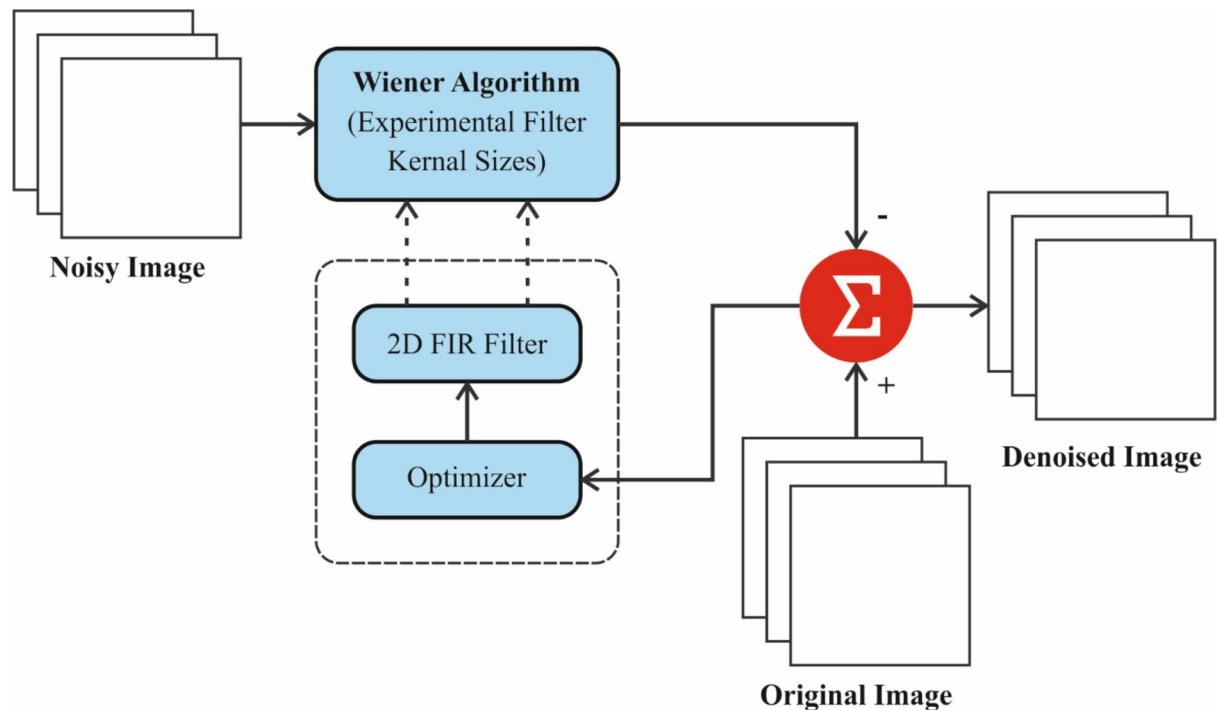 Wiener Algorithm
(Experimental Filter
Kernal Sizes)
Noisy Image
-
2D FIR Filter
Σ
+
Optimizer
Denoised Image
Original Image